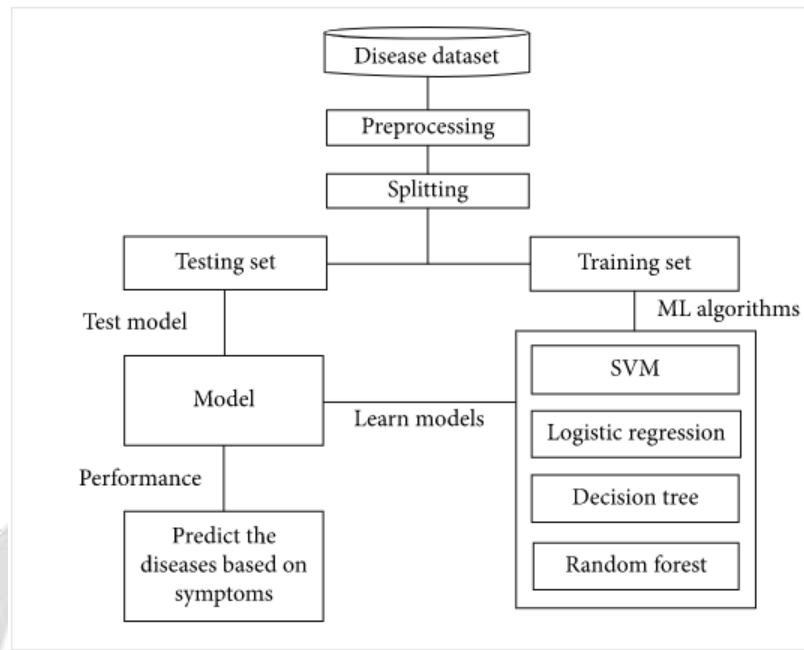 Disease dataset
Preprocessing
Splitting
Testing set
Training set
Test model
ML algorithms
Model
Learn models
SVM
Logistic regression
Decision tree
Random forest
Performance
Predict the
diseases based on
symptoms